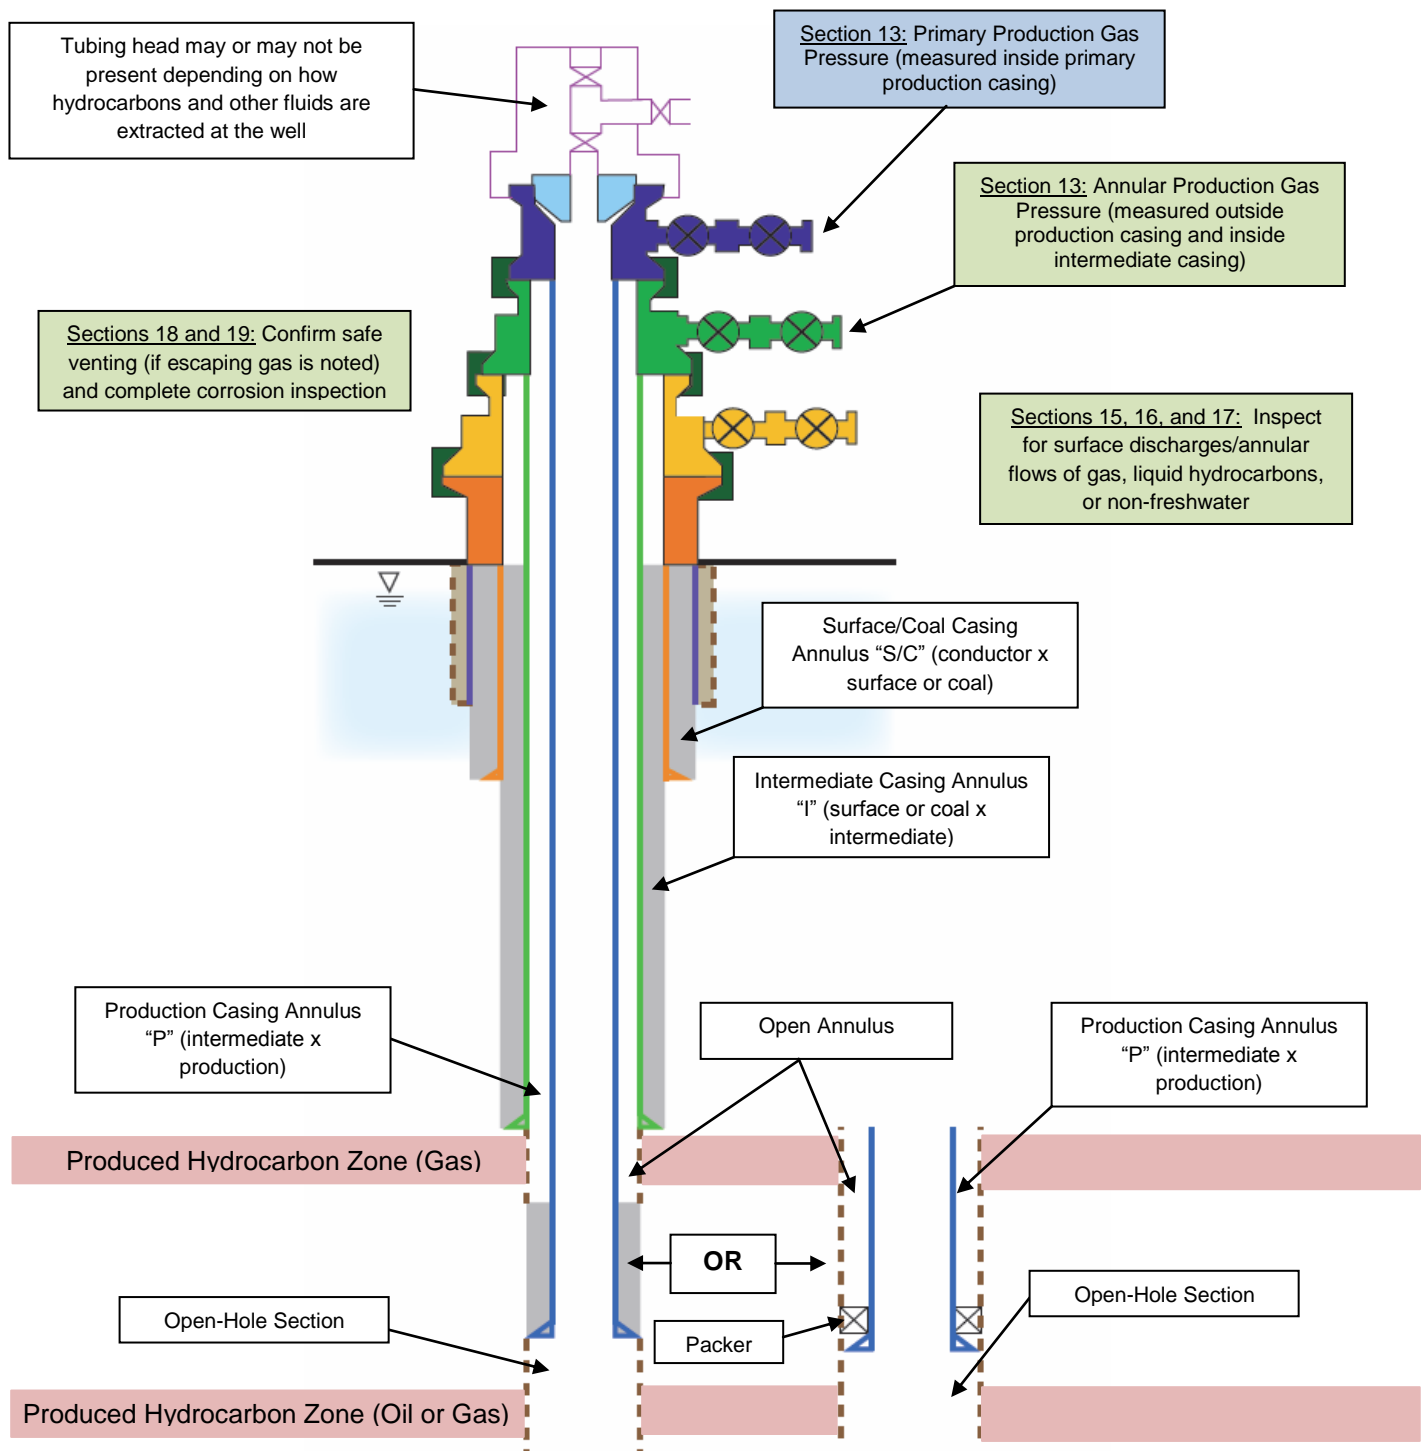 Tubing head may or may not be
present depending on how
hydrocarbons and other fluids are
extracted at the well
Section 13: Primary Production Gas
Pressure (measured inside primary
production casing)
Section 13: Annular Production Gas
Pressure (measured outside
production casing and inside
intermediate casing)
Sections 18 and 19: Confirm safe
venting (if escaping gas is noted)
and complete corrosion inspection
Sections 15, 16, and 17: Inspect
for surface discharges/annular
flows of gas, liquid hydrocarbons,
or non-freshwater
Surface/Coal Casing
Annulus “S/C” (conductor x
surface or coal)
Intermediate Casing Annulus
“I” (surface or coal x
intermediate)
Production Casing Annulus
“P” (intermediate x
production)
Open Annulus
Production Casing Annulus
“P” (intermediate x
production)
Produced Hydrocarbon Zone (Gas)
OR
Open-Hole Section
Packer
Open-Hole Section
Produced Hydrocarbon Zone (Oil or Gas)